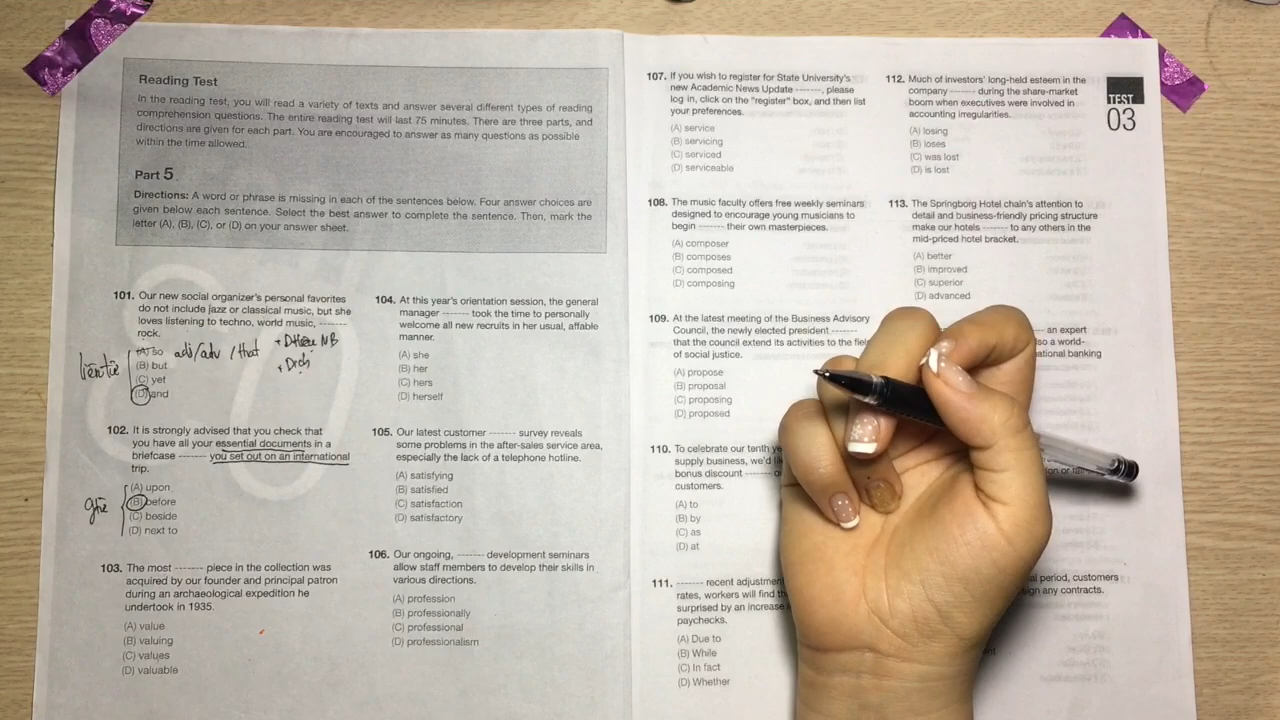 Reading Test
In the reading test, you will read a variety of texts and answer several different types of reading
comprehension questions. The entire reading test will last 75 minutes. There are three parts, and
directions are given for each part. You are encouraged to answer as many questions as possible
within the time allowed.
Part 5
Directions: A word or phrase is missing in each of the sentences below. Four answer choices are
given below each sentence. Select the best answer to complete the sentence. Then, mark the
letter (A), (B), (C), or (D) on your answer sheet.
101. Our new social organizer's personal favorites
do not include jazz or classical music, but she
loves listening to techno, world music, -------
rock.
(A) so adj/adv / that
(B) but
(C) yet
(D) and
102. It is strongly advised that you check that
you have all your essential documents in a
briefcase ------- you set out on an international
trip.
(A) upon
(B) before
(C) beside
(D) next to
103. The most ------- piece in the collection was
acquired by our founder and principal patron
during an archaeological expedition he
undertook in 1935.
(A) value
(B) valuing
(C) values
(D) valuable
104. At this year's orientation session, the general
manager ------- took the time to personally
welcome all new recruits in her usual, affable
manner.
(A) she
(B) her
(C) hers
(D) herself
105. Our latest customer ------- survey reveals
some problems in the after-sales service area,
especially the lack of a telephone hotline.
(A) satisfying
(B) satisfied
(C) satisfaction
(D) satisfactory
106. Our ongoing, ------- development seminars
allow staff members to develop their skills in
various directions.
(A) profession
(B) professionally
(C) professional
(D) professionalism
107. If you wish to register for State University's
new Academic News Update -------, please
log in, click on the "register" box, and then list
your preferences.
(A) service
(B) servicing
(C) serviced
(D) serviceable
108. The music faculty offers free weekly seminars
designed to encourage young musicians to
begin ------- their own masterpieces.
(A) composer
(B) composes
(C) composed
(D) composing
109. At the latest meeting of the Business Advisory
Council, the newly elected president -------
that the council extend its activities to the
of social justice.
(A) propose
(B) proposal
(C) proposing
(D) proposed
110. To celebrate our tenth
supply business, we'd
bonus discount -------
customers.
(A) to
(B) by
(C) as
(D) at
111. ------- recent
rates, workers will find
surprised by an increase
paychecks.
(A) Due to
(B) While
(C) In fact
(D) Whether
112. Much of investors' long-held esteem in the
company ------- during the share-market
boom when executives were involved in
accounting irregularities.
(A) losing
(B) loses
(C) was lost
(D) is lost
113. The Springborg Hotel chain's attention to
detail and business-friendly pricing structure
make our hotels ------- to any others in the
mid-priced hotel bracket.
(A) better
(B) improved
(C) superior
(D) advanced
an expert
banking
period, customers
any contracts.
TEST
03